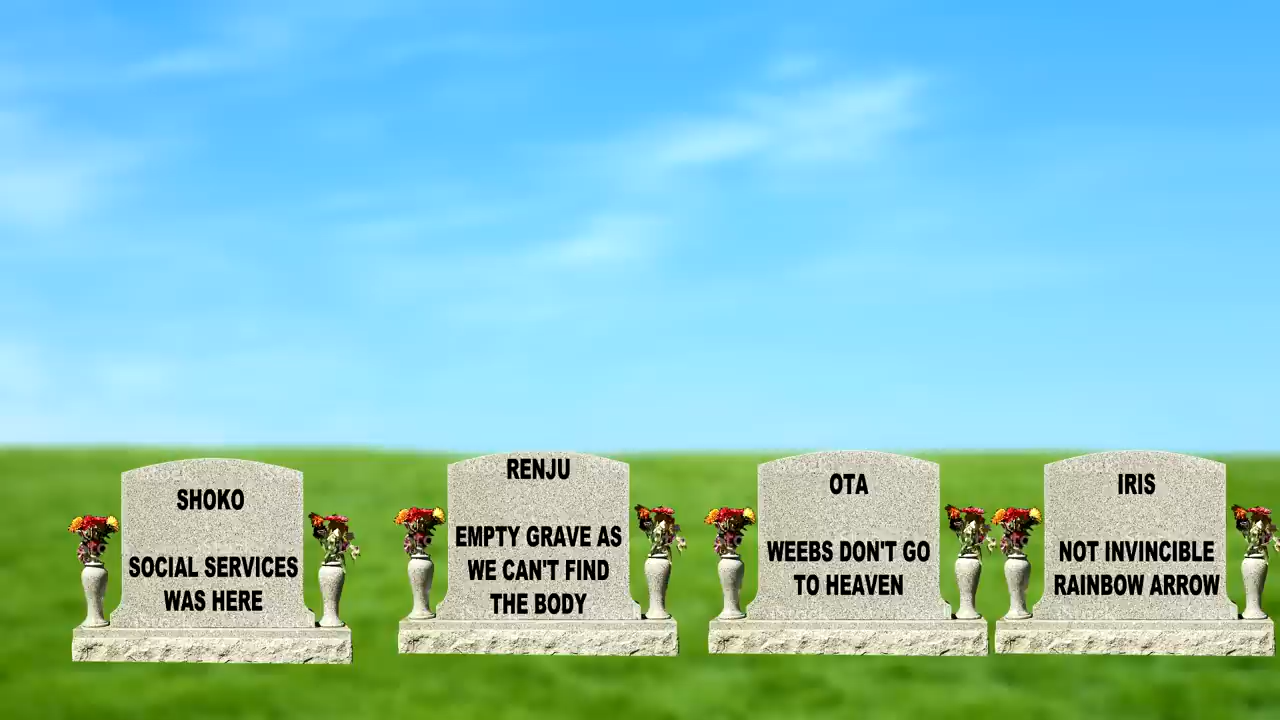 SHOKO
SOCIAL SERVICES
WAS HERE
RENJU
EMPTY GRAVE AS
WE CAN'T FIND
THE BODY
OTA
WEEBS DON'T GO
TO HEAVEN
IRIS
NOT INVINCIBLE
RAINBOW ARROW